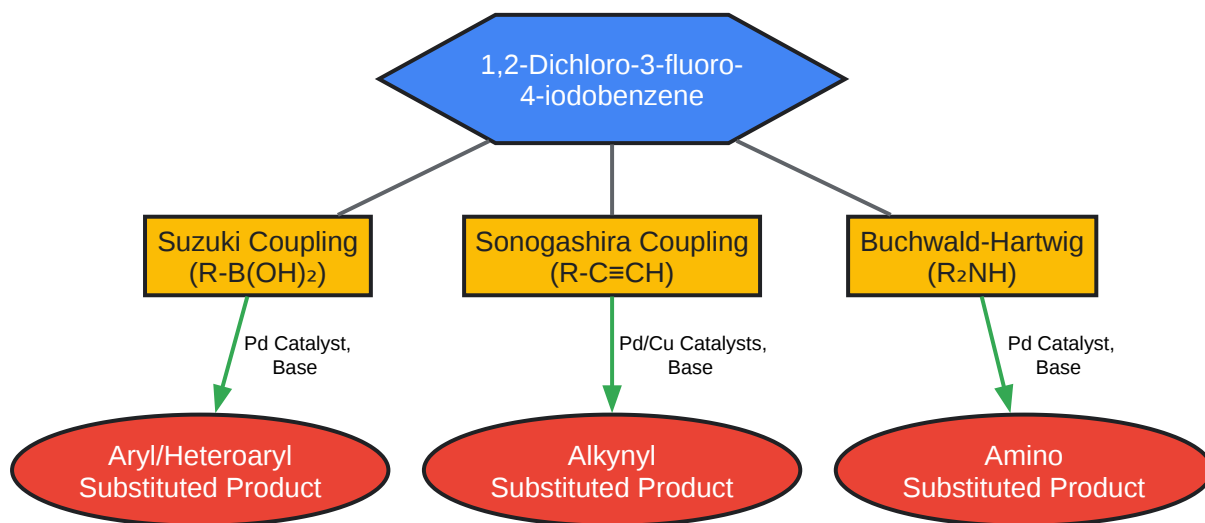 1,2-Dichloro-3-fluoro-
4-iodobenzene
Suzuki Coupling
(R-B(OH)₂)
Sonogashira Coupling
(R-C≡CH)
Buchwald-Hartwig
(R₂NH)
Pd Catalyst,
Base
Pd/Cu Catalysts,
Base
Pd Catalyst,
Base
Aryl/Heteroaryl
Substituted Product
Alkynyl
Substituted Product
Amino
Substituted Product